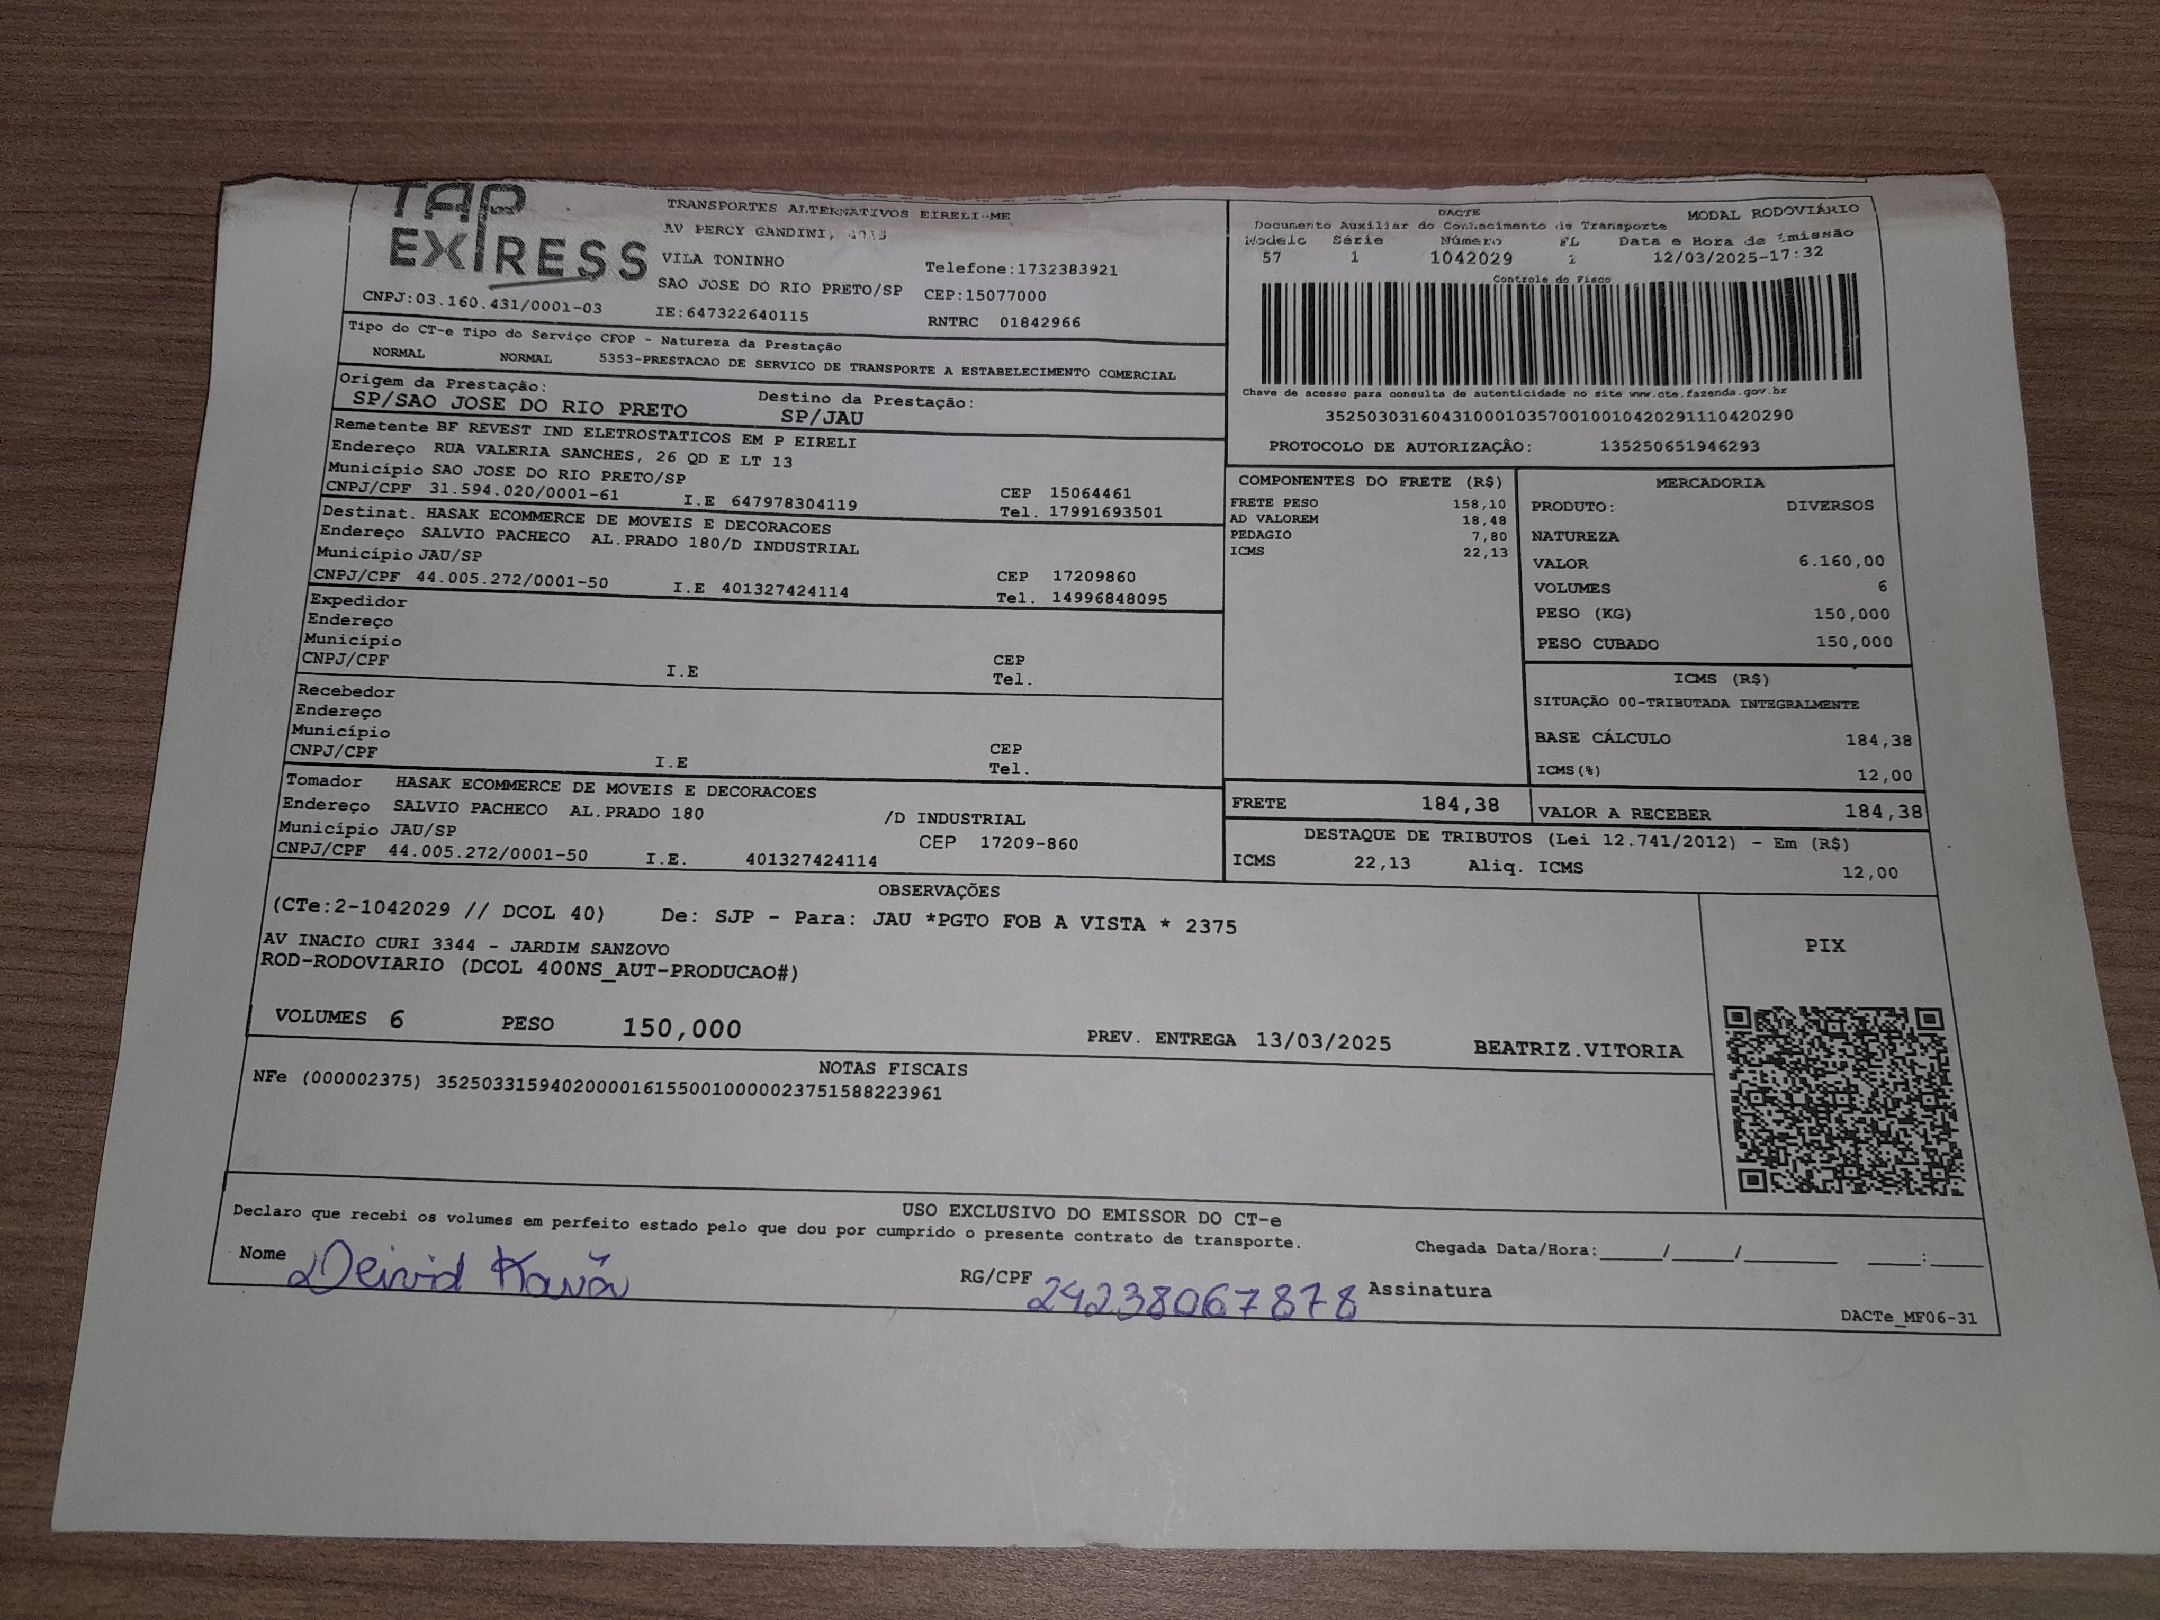 TAP
EXPRESS
CNPJ:03.160.431/0001-03
TRANSPORTES ALTERNATIVOS EIRELI-ME
AV PERCY GANDINI,
VILA TONINHO
Telefone:1732383921
SAO JOSE DO RIO PRETO/SP CEP:15077000
IE:647322640115
RNTRC 01842966
DACTE
MODAL RODOVIÁRIO
Documento Auxiliar do Conhecimento de Transporte
Modelo Série Número FL Data e Hora de Emissão
57 1 1042029 1 12/03/2025-17:32
Controle do Fisco
Chave de acesso para consulta de autenticidade no site www.cte.fazenda.gov.br
35250303160431000103570010010420291110420290
PROTOCOLO DE AUTORIZAÇÃO: 135250651946293
Tipo do CT-e Tipo do Serviço CFOP - Natureza da Prestação
NORMAL NORMAL 5353-PRESTACAO DE SERVICO DE TRANSPORTE A ESTABELECIMENTO COMERCIAL
Origem da Prestação: Destino da Prestação:
SP/SAO JOSE DO RIO PRETO SP/JAU
Remetente BF REVEST IND ELETROSTATICOS EM P EIRELI
Endereço RUA VALERIA SANCHES, 26 QD E LT 13
Município SAO JOSE DO RIO PRETO/SP CEP 15064461
CNPJ/CPF 31.594.020/0001-61 I.E 647978304119 Tel. 17991693501
Destinat. HASAK ECOMMERCE DE MOVEIS E DECORACOES
Endereço SALVIO PACHECO AL.PRADO 180/D INDUSTRIAL
Município JAU/SP CEP 17209860
CNPJ/CPF 44.005.272/0001-50 I.E 401327424114 Tel. 14996848095
Expedidor
Endereço
Município CEP
CNPJ/CPF I.E Tel.
Recebedor
Endereço
Município CEP
CNPJ/CPF I.E Tel.
Tomador HASAK ECOMMERCE DE MOVEIS E DECORACOES
Endereço SALVIO PACHECO AL.PRADO 180 /D INDUSTRIAL
Município JAU/SP CEP 17209-860
CNPJ/CPF 44.005.272/0001-50 I.E. 401327424114
COMPONENTES DO FRETE (R$)
FRETE PESO 158,10
AD VALOREM 18,48
PEDAGIO 7,80
ICMS 22,13
MERCADORIA
PRODUTO: DIVERSOS
NATUREZA
VALOR 6.160,00
VOLUMES 6
PESO (KG) 150,000
PESO CUBADO 150,000
ICMS (R$)
SITUAÇÃO 00-TRIBUTADA INTEGRALMENTE
BASE CÁLCULO 184,38
ICMS(%) 12,00
FRETE 184,38 VALOR A RECEBER 184,38
DESTAQUE DE TRIBUTOS (Lei 12.741/2012) - Em (R$)
ICMS 22,13 Aliq. ICMS 12,00
OBSERVAÇÕES
(CTe:2-1042029 // DCOL 40) De: SJP - Para: JAU *PGTO FOB A VISTA * 2375
AV INACIO CURI 3344 - JARDIM SANZOVO
ROD-RODOVIARIO (DCOL 400NS_AUT-PRODUCAO#)
PIX
VOLUMES 6 PESO 150,000 PREV. ENTREGA 13/03/2025 BEATRIZ.VITORIA
NOTAS FISCAIS
NFe (000002375) 35250331594020000161550010000023751588223961
USO EXCLUSIVO DO EMISSOR DO CT-e
Declaro que recebi os volumes em perfeito estado pelo que dou por cumprido o presente contrato de transporte.
Chegada Data/Hora:_____/_____/_______ ____:____
Nome Deivid Kauã RG/CPF 24238067878 Assinatura
DACTe_MF06-31